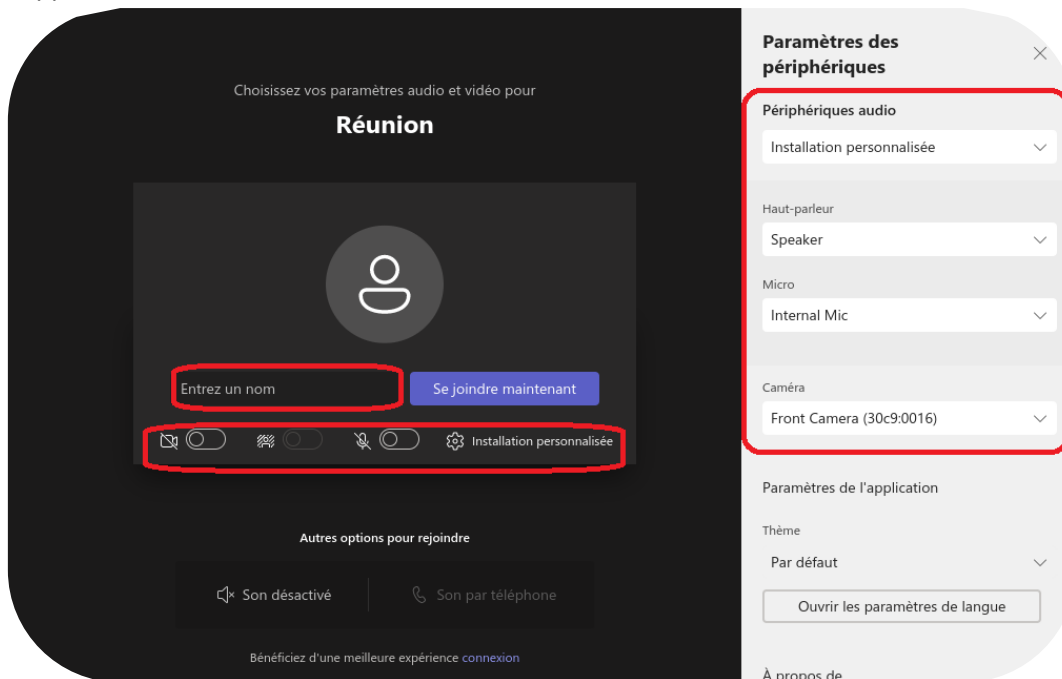 Choisissez vos paramètres audio et vidéo pour
Réunion
Entrez un nom
Se joindre maintenant
Installation personnalisée
Autres options pour rejoindre
Son désactivé
Son par téléphone
Bénéficiez d'une meilleure expérience connexion
Paramètres des
périphériques
Périphériques audio
Installation personnalisée
Haut-parleur
Speaker
Micro
Internal Mic
Caméra
Front Camera (30c9:0016)
Paramètres de l'application
Thème
Par défaut
Ouvrir les paramètres de langue
À propos de